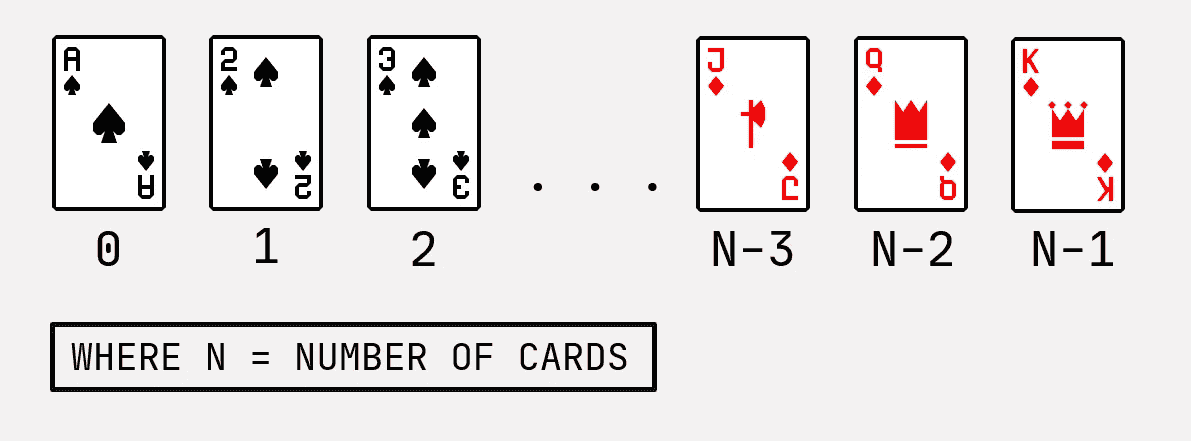 A 2 3 J Q K
A 2 3 J Q K
0 1 2 . . . N-3 N-2 N-1
WHERE N = NUMBER OF CARDS